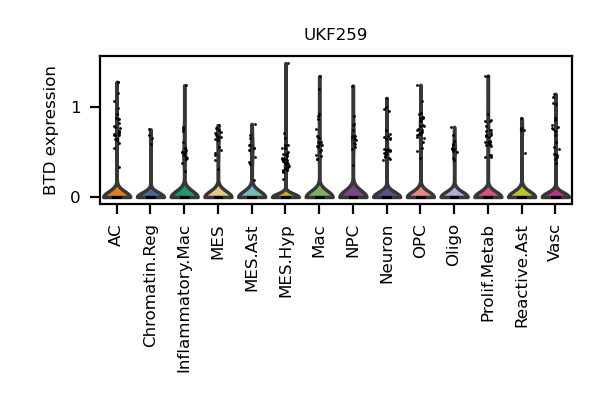 UKF259
BTD expression
1
0
AC
Chromatin.Reg
Inflammatory.Mac
MES
MES.Ast
MES.Hyp
Mac
NPC
Neuron
OPC
Oligo
Prolif.Metab
Reactive.Ast
Vasc